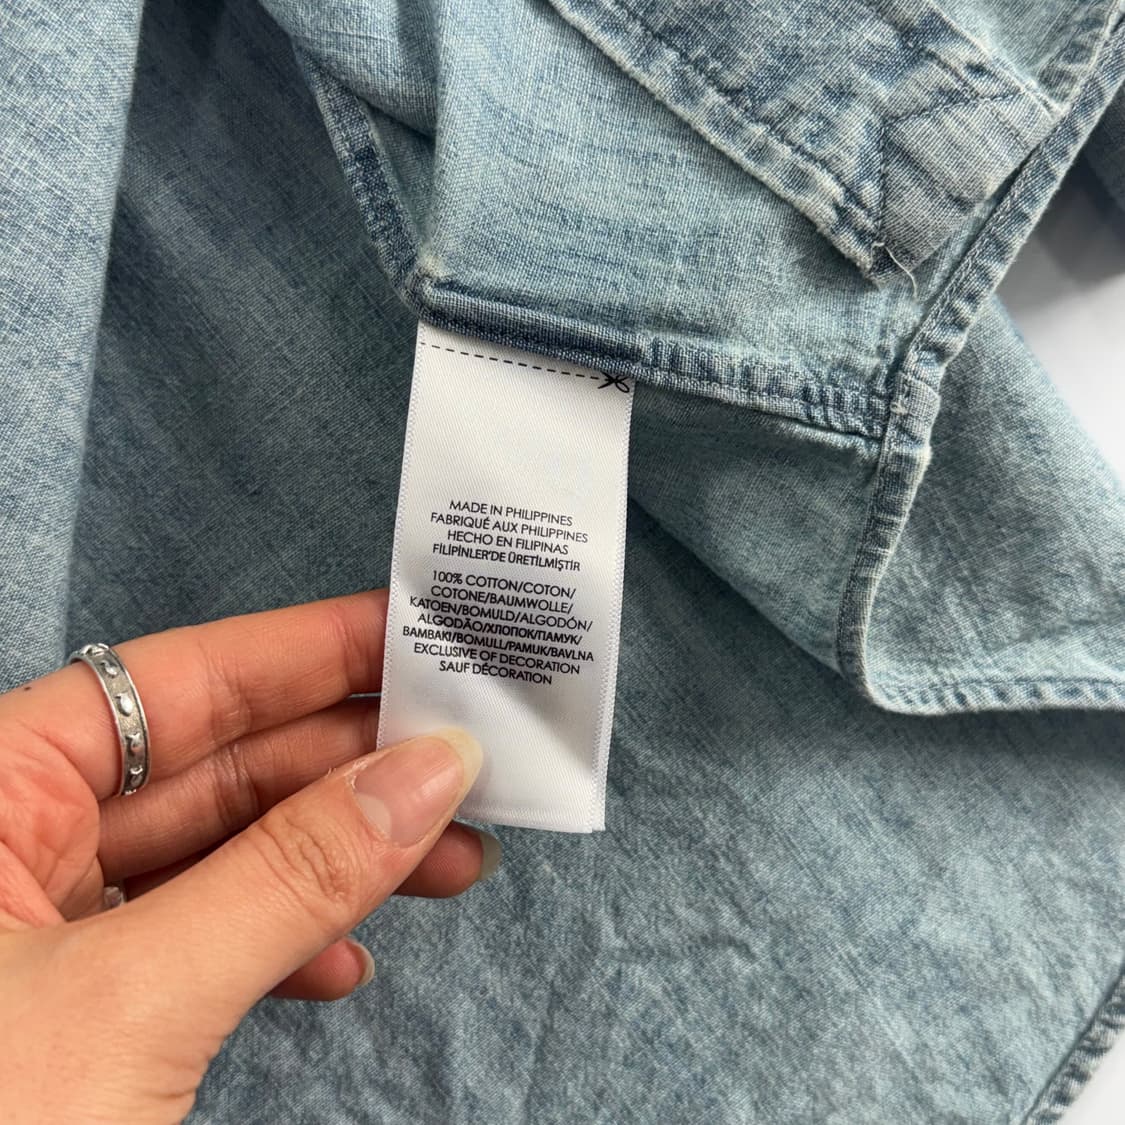 MADE IN PHILIPPINES
FABRIQUÉ AUX PHILIPPINES
HECHO EN FILIPINAS
FİLİPİNLER'DE ÜRETİLMİŞTİR
100% COTTON/COTON/
COTONE/BAUMWOLLE/
KATOEN/BOMULD/ALGODÓN/
ALGODÃO/ХЛОПОК/ПАМУК/
BAMBAKI/BOMULL/PAMUK/BAVLNA
EXCLUSIVE OF DECORATION
SAUF DÉCORATION